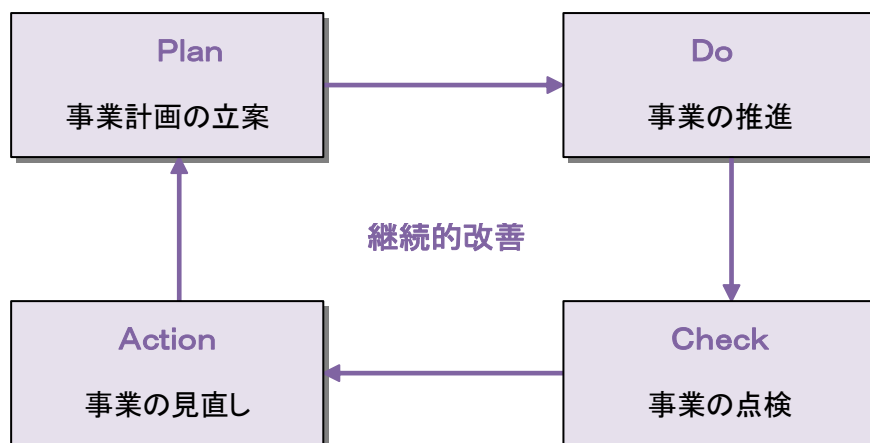 Plan
事業計画の立案
Do
事業の推進
継続的改善
Action
事業の見直し
Check
事業の点検